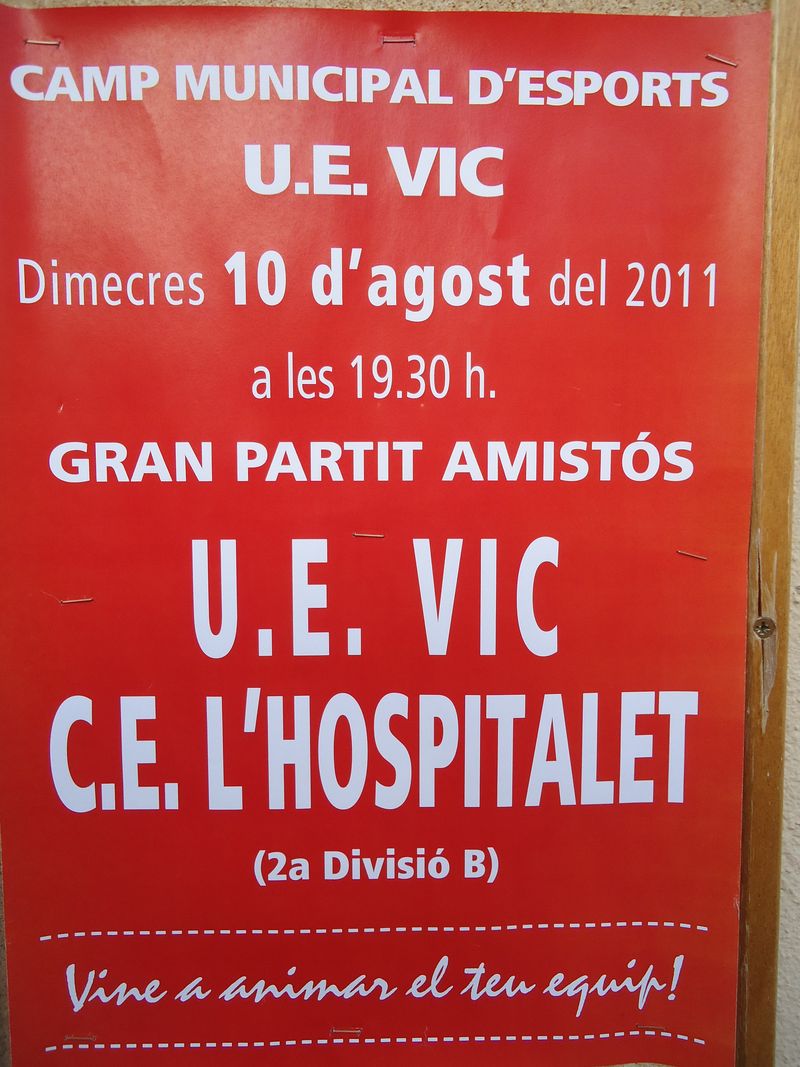 CAMP MUNICIPAL D'ESPORTS
U.E. VIC
Dimecres 10 d'agost del 2011
a les 19.30 h.
GRAN PARTIT AMISTÓS
U.E. VIC
C.E. L'HOSPITALET
(2a Divisió B)
Vine a animar el teu equip!